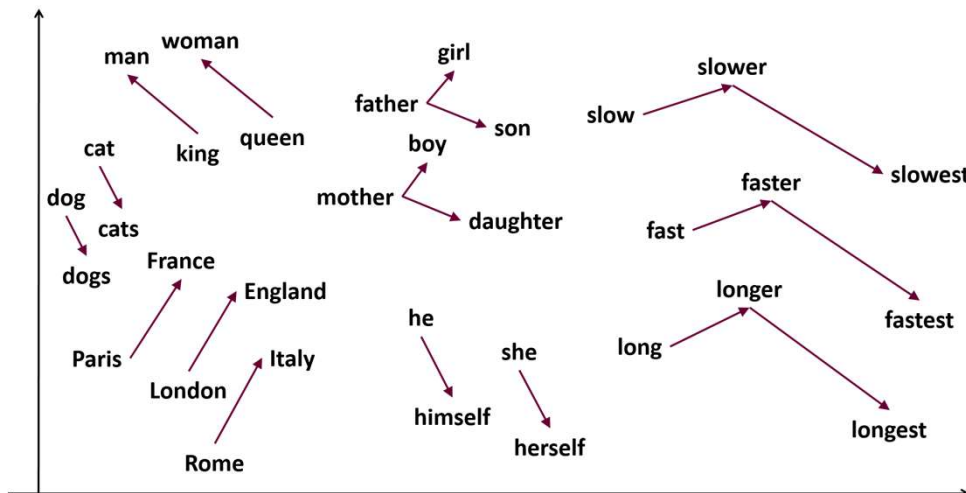 man
woman
king
queen
cat
cats
dog
dogs
France
Paris
England
London
Italy
Rome
girl
father
son
boy
mother
daughter
he
himself
she
herself
slow
slower
slowest
fast
faster
fastest
long
longer
longest